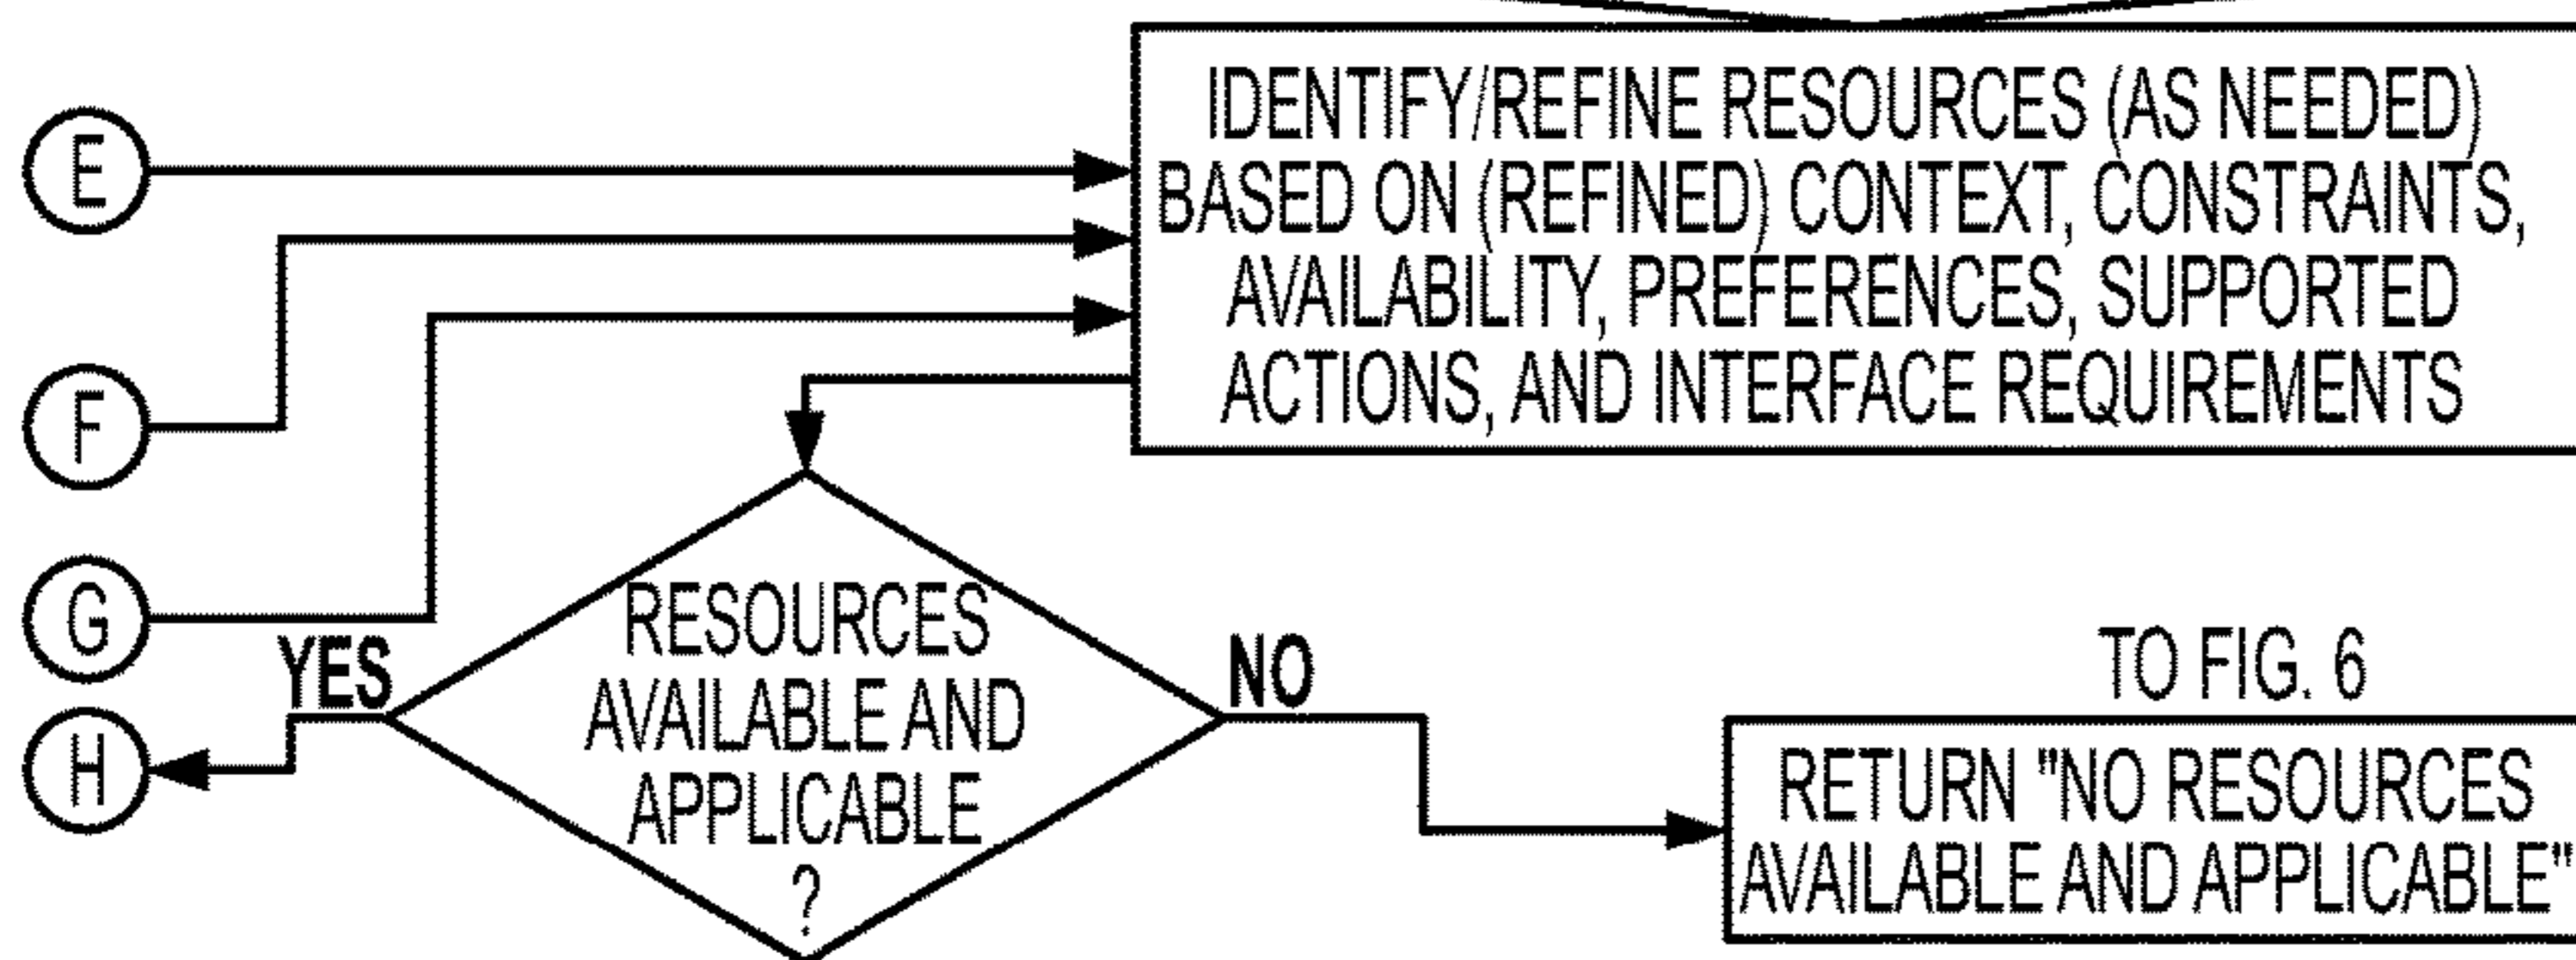 E
IDENTIFY/REFINE RESOURCES (AS NEEDED)
BASED ON (REFINED) CONTEXT, CONSTRAINTS,
AVAILABILITY, PREFERENCES, SUPPORTED
ACTIONS, AND INTERFACE REQUIREMENTS
F
G
YES
RESOURCES
AVAILABLE AND
APPLICABLE
?
NO
H
TO FIG. 6
RETURN "NO RESOURCES
AVAILABLE AND APPLICABLE"